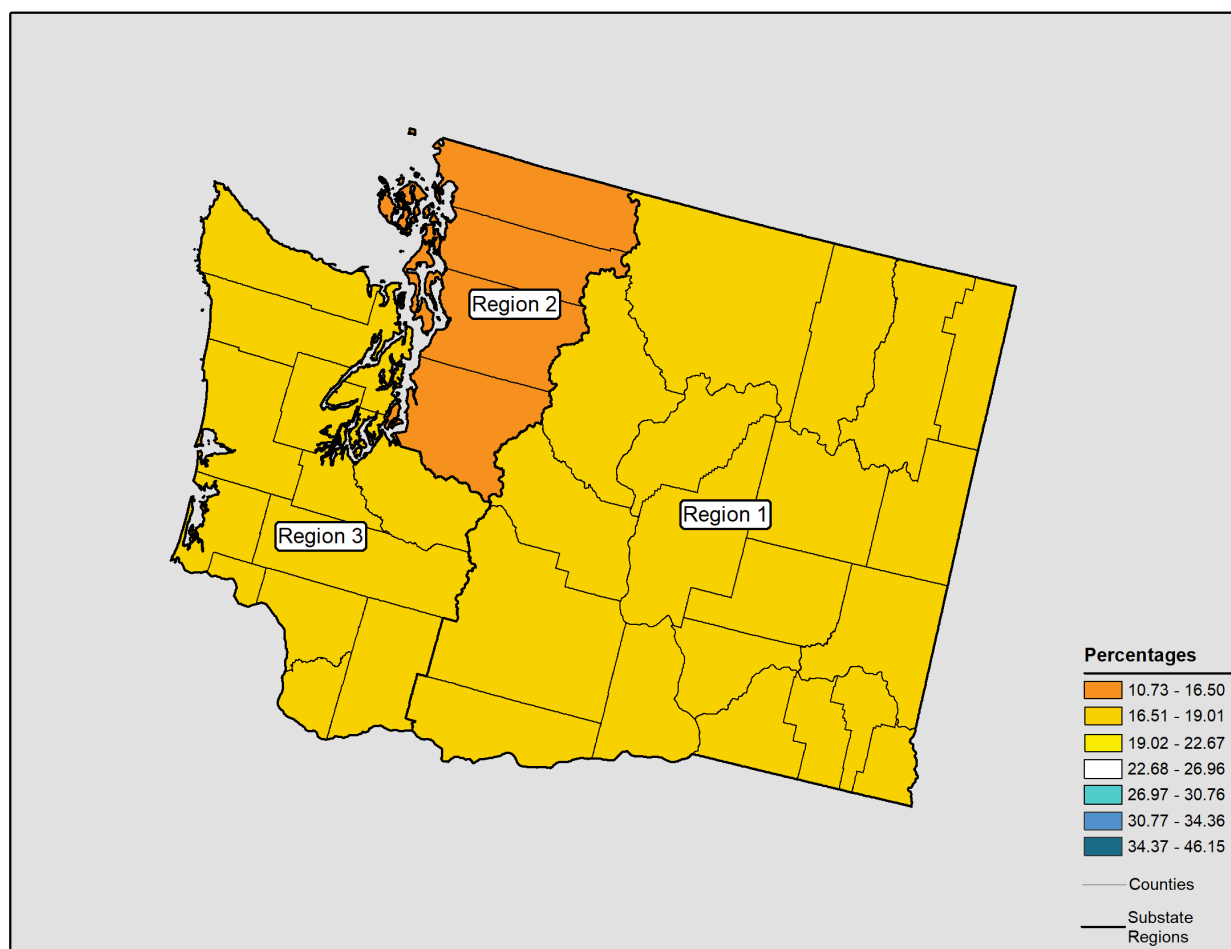 Region 2
Region 1
Region 3
Percentages
10.73 - 16.50
16.51 - 19.01
19.02 - 22.67
22.68 - 26.96
26.97 - 30.76
30.77 - 34.36
34.37 - 46.15
Counties
Substate
Regions